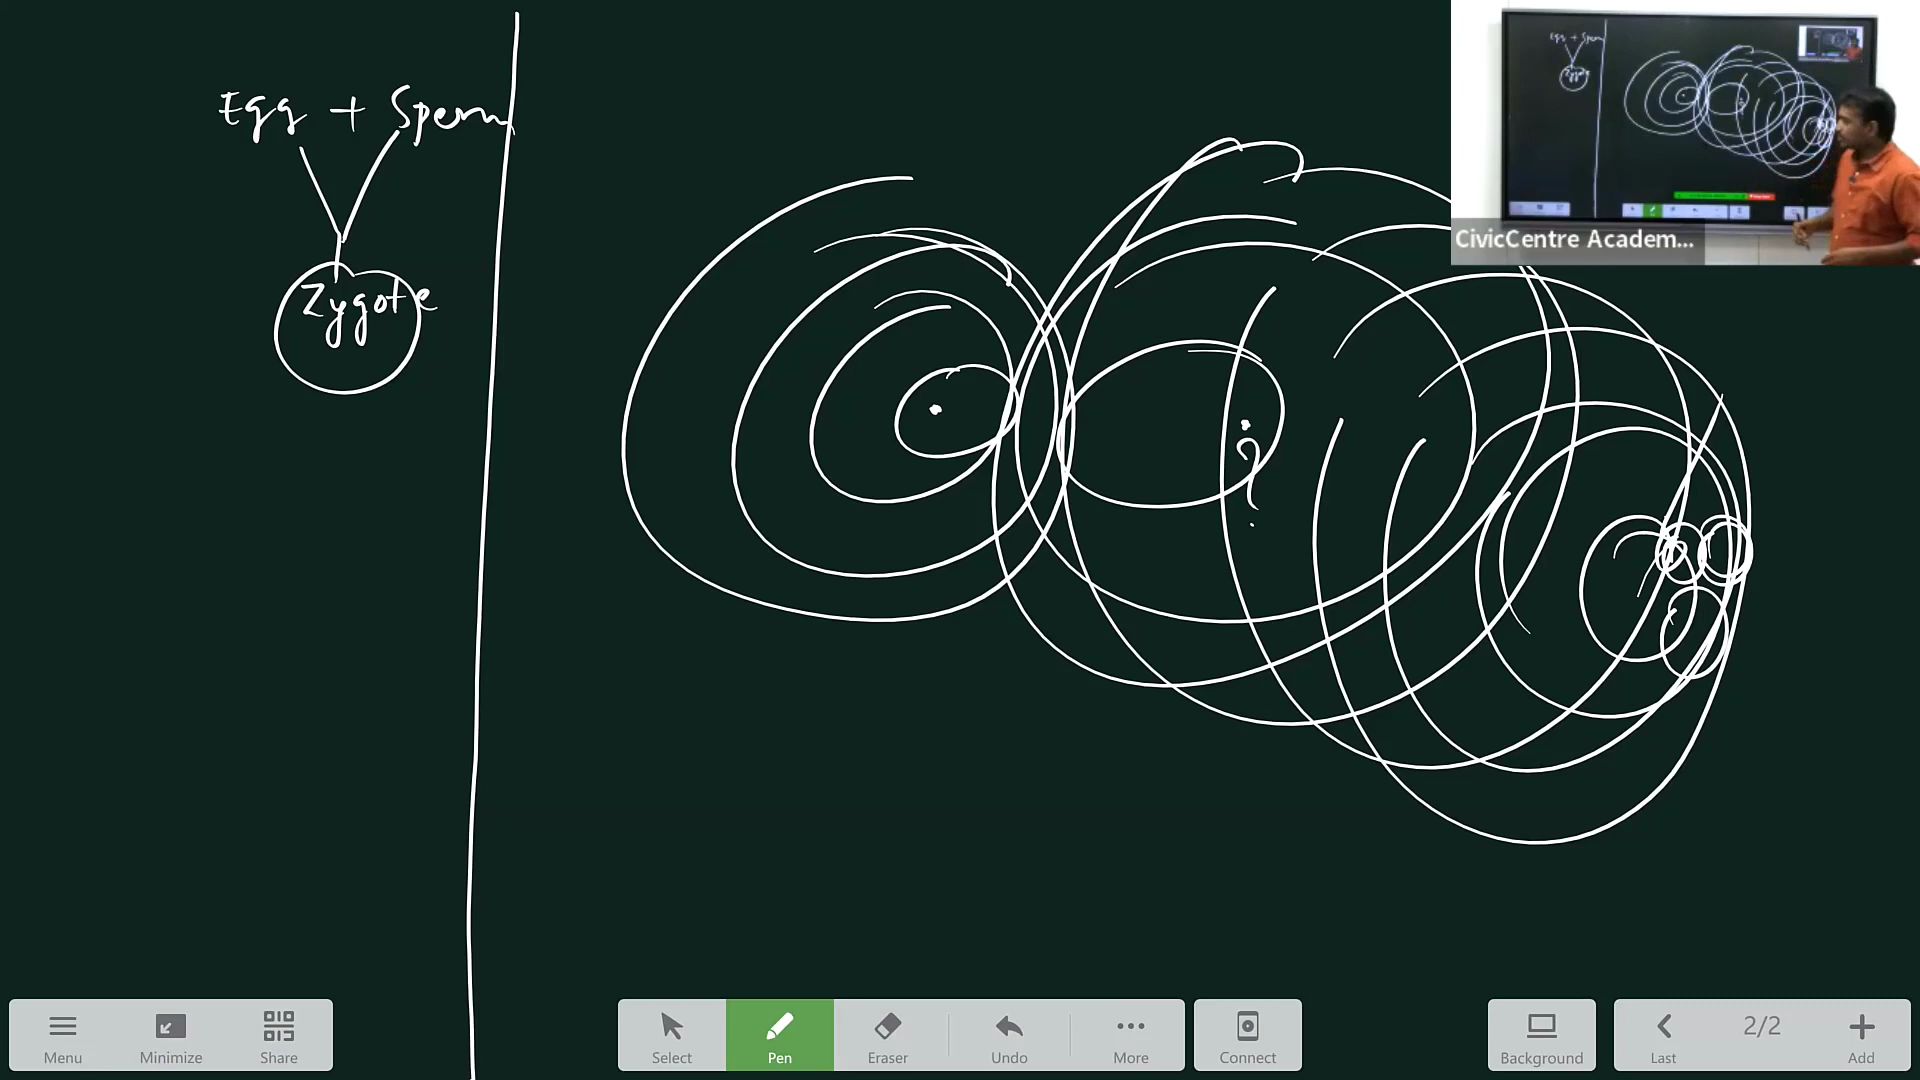 Egg + Sperm
Zygote
?
CivicCentre Academ...
Menu
Minimize
Share
Select
Pen
Eraser
Undo
More
Connect
Background
Last
2/2
Add